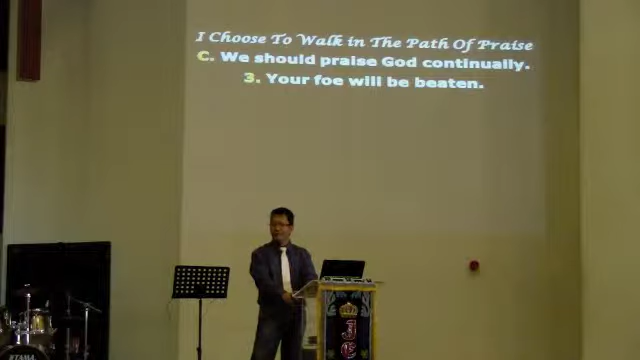 I Choose To Walk in The Path Of Praise
C. We should praise God continually.
3. Your foe will be beaten.
TAMA